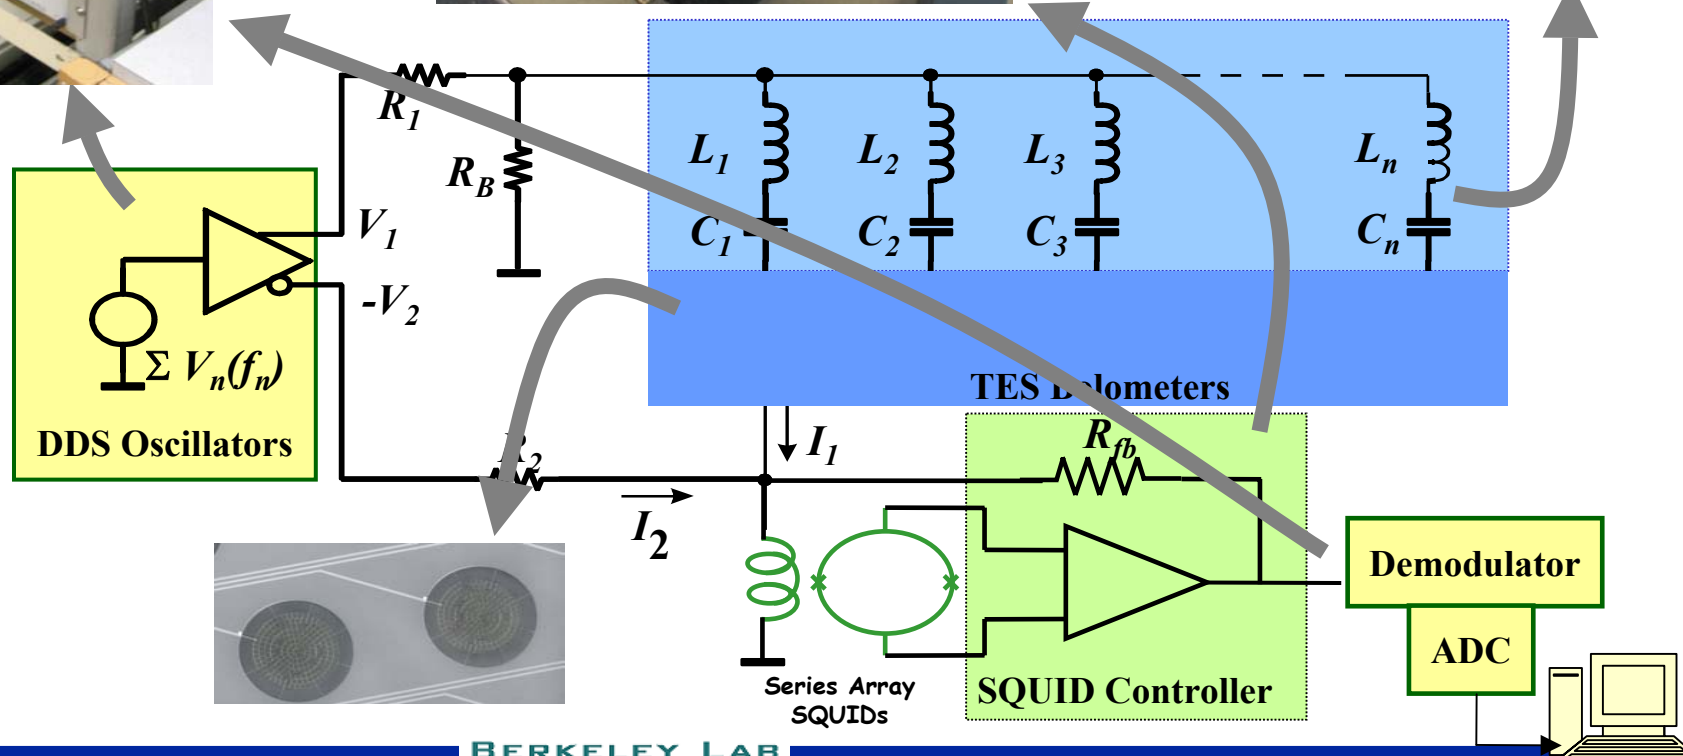 R1
RB
L1
L2
L3
Ln
C1
C2
C3
Cn
V1
-V2
Σ Vn(fn)
DDS Oscillators
TES Bolometers
I1
R2
Rfb
I2
Demodulator
ADC
SQUID Controller
Series Array
SQUIDs
BERKELEY LAB